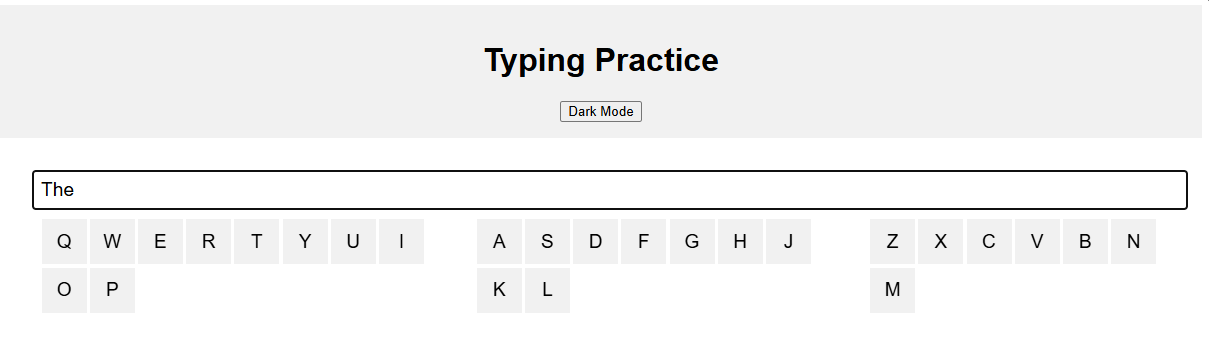 Typing Practice
Dark Mode
The
Q W E R T Y U I
O P
A S D F G H J
K L
Z X C V B N
M